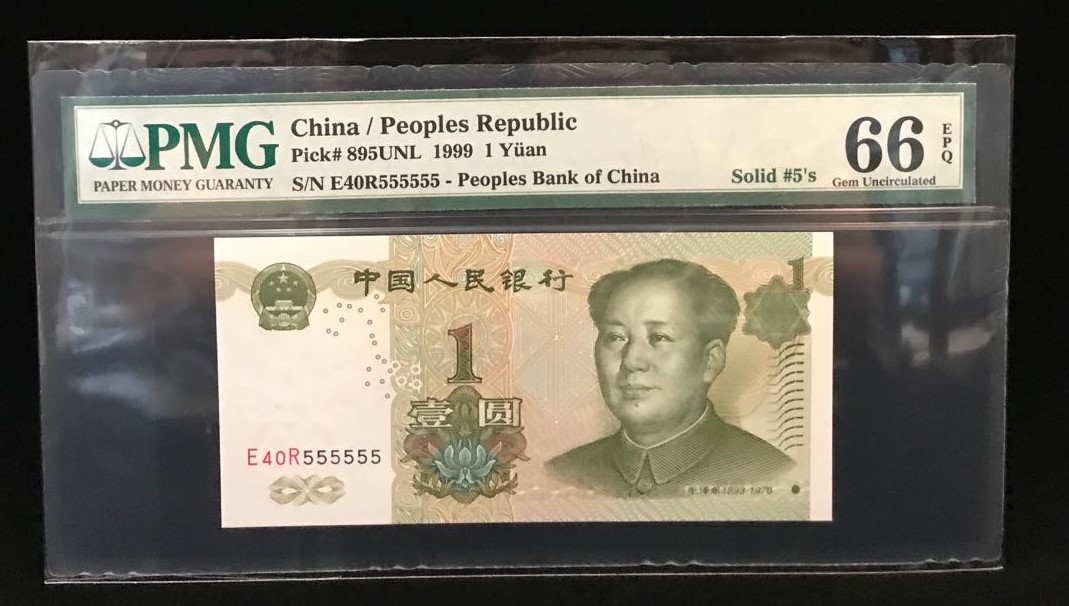 PMG
PAPER MONEY GUARANTY
China / Peoples Republic
Pick# 895UNL 1999 1 Yüan
S/N E40R555555 - Peoples Bank of China
Solid #5's
66
EPQ
Gem Uncirculated
中国人民银行
1
1
壹圆
E40R555555
毛泽东1893-1976